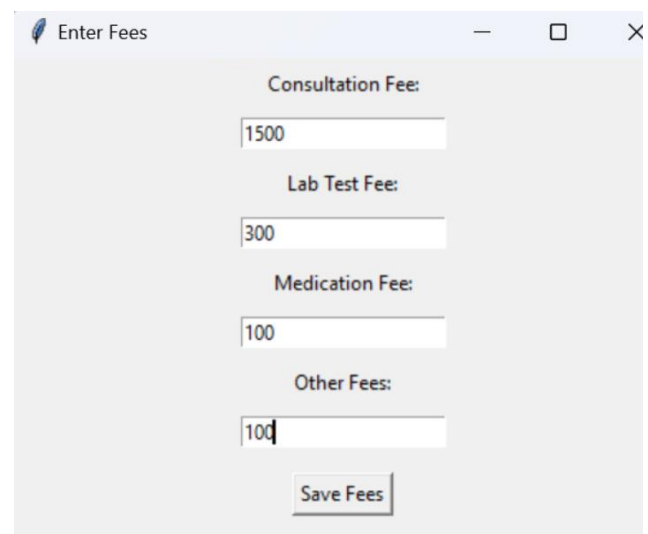 Enter Fees
Consultation Fee:
1500
Lab Test Fee:
300
Medication Fee:
100
Other Fees:
100
Save Fees